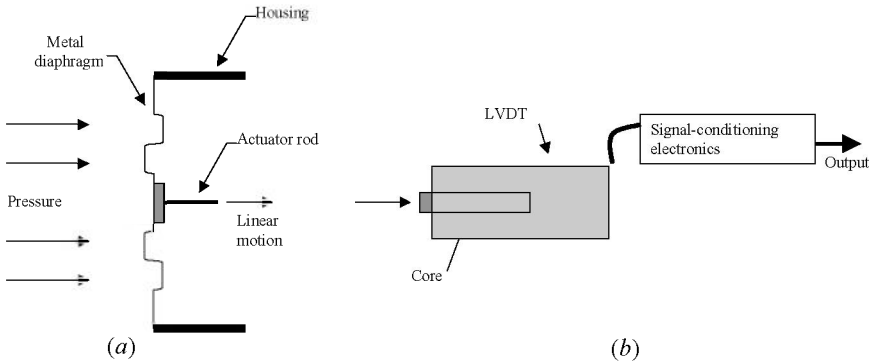 Housing
Metal
diaphragm
Actuator rod
Pressure
Linear
motion
(a)
LVDT
Signal-conditioning
electronics
Output
Core
(b)